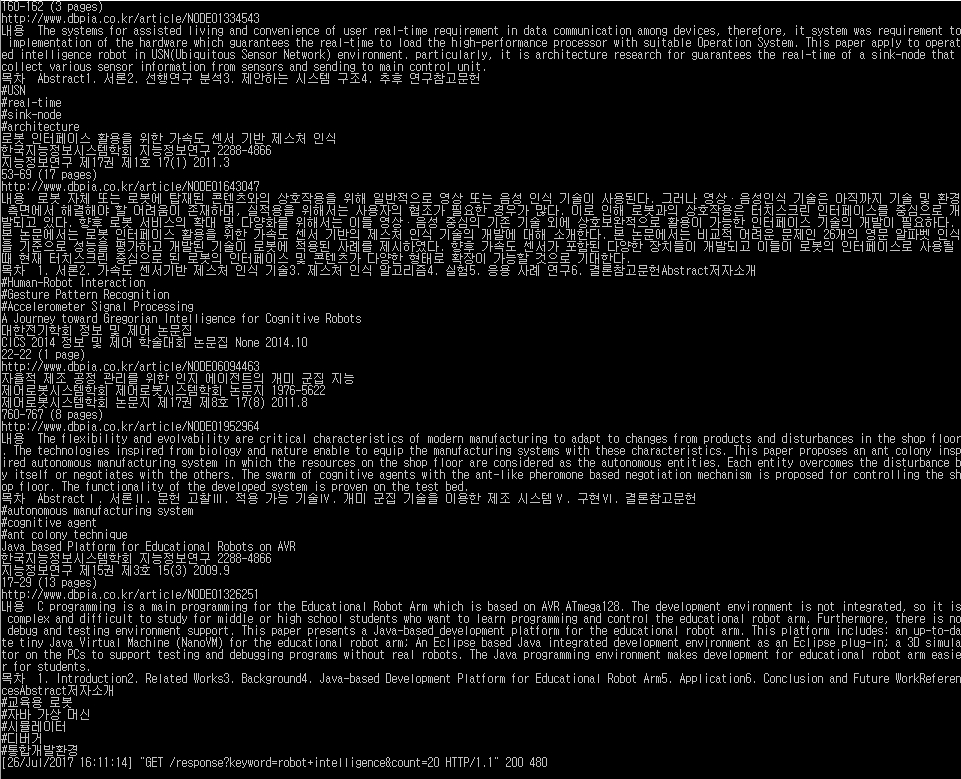 160-162 (3 pages)
http://www.dbpia.co.kr/article/NODE01334543
내용  The systems for assisted living and convenience of user real-time requirement in data communication among devices, therefore, it system was requirement to
 implementation of the hardware which guarantees the real-time to load the high-performance processor with suitable Operation System. This paper apply to operat
ed intelligence robot in USN(Ubiquitous Sensor Network) environment. particularly, it is architecture research for guarantees the real-time of a sink-node that
collect various sensor information from sensors and sending to main control unit.
목차  Abstract1. 서론2. 선행연구 분석3. 제안하는 시스템 구조4. 추후 연구참고문헌
#USN
#real-time
#sink-node
#architecture
로봇 인터페이스 활용을 위한 가속도 센서 기반 제스처 인식
한국지능정보시스템학회 지능정보연구 2288-4866
지능정보연구 제17권 제1호 17(1) 2011.3
53-69 (17 pages)
http://www.dbpia.co.kr/article/NODE01643047
내용  로봇 자체 또는 로봇에 탑재된 콘텐츠와의 상호작용을 위해 일반적으로 영상 또는 음성 인식 기술이 사용된다. 그러나 영상ㆍ음성인식 기술은 아직까지 기술 및 환경
 측면에서 해결해야 할 어려움이 존재하며, 실적용을 위해서는 사용자의 협조가 필요한 경우가 많다. 이로 인해 로봇과의 상호작용은 터치스크린 인터페이스를 중심으로 개
발되고 있다. 향후 로봇 서비스의 확대 및 다양화를 위해서는 이들 영상ㆍ음성 중심의 기존 기술 외에 상호보완적으로 활용이 가능한 인터페이스 기술의 개발이 필요하다.
본 논문에서는 로봇 인터페이스 활용을 위한 가속도 센서 기반의 제스처 인식 기술의 개발에 대해 소개한다. 본 논문에서는 비교적 어려운 문제인 26개의 영문 알파벳 인식
을 기준으로 성능을 평가하고 개발된 기술이 로봇에 적용된 사례를 제시하였다. 향후 가속도 센서가 포함된 다양한 장치들이 개발되고 이들이 로봇의 인터페이스로 사용될
때 현재 터치스크린 중심으로 된 로봇의 인터페이스 및 콘텐츠가 다양한 형태로 확장이 가능할 것으로 기대한다.
목차  1. 서론2. 가속도 센서기반 제스처 인식 기술3. 제스처 인식 알고리즘4. 실험5. 응용 사례 연구6. 결론참고문헌Abstract저자소개
#Human-Robot Interaction
#Gesture Pattern Recognition
#Accelerometer Signal Processing
A Journey toward Gregorian Intelligence for Cognitive Robots
대한전기학회 정보 및 제어 논문집
CICS 2014 정보 및 제어 학술대회 논문집 None 2014.10
22-22 (1 page)
http://www.dbpia.co.kr/article/NODE06094463
자율적 제조 공정 관리를 위한 인지 에이전트의 개미 군집 지능
제어로봇시스템학회 제어로봇시스템학회 논문지 1976-5622
제어로봇시스템학회 논문지 제17권 제8호 17(8) 2011.8
760-767 (8 pages)
http://www.dbpia.co.kr/article/NODE01952964
내용  The flexibility and evolvability are critical characteristics of modern manufacturing to adapt to changes from products and disturbances in the shop floor
. The technologies inspired from biology and nature enable to equip the manufacturing systems with these characteristics. This paper proposes an ant colony insp
ired autonomous manufacturing system in which the resources on the shop floor are considered as the autonomous entities. Each entity overcomes the disturbance b
y itself or negotiates with the others. The swarm of cognitive agents with the ant-like pheromone based negotiation mechanism is proposed for controlling the sh
op floor. The functionality of the developed system is proven on the test bed.
목차  AbstractⅠ. 서론Ⅱ. 문헌 고찰Ⅲ. 적용 가능 기술Ⅳ. 개미 군집 기술을 이용한 제조 시스템Ⅴ. 구현Ⅵ. 결론참고문헌
#autonomous manufacturing system
#cognitive agent
#ant colony technique
Java based Platform for Educational Robots on AVR
한국지능정보시스템학회 지능정보연구 2288-4866
지능정보연구 제15권 제3호 15(3) 2009.9
17-29 (13 pages)
http://www.dbpia.co.kr/article/NODE01326251
내용  C programming is a main programming for the Educational Robot Arm which is based on AVR ATmega128. The development environment is not integrated, so it is
 complex and difficult to study for middle or high school students who want to learn programming and control the educational robot arm. Furthermore, there is no
 debug and testing environment support. This paper presents a Java-based development platform for the educational robot arm. This platform includes: an up-to-da
te tiny Java Virtual Machine (NanoVM) for the educational robot arm; An Eclipse based Java integrated development environment as an Eclipse plug-in; a 3D simula
tor on the PCs to support testing and debugging programs without real robots. The Java programming environment makes development for educational robot arm easie
r for students.
목차  1. Introduction2. Related Works3. Background4. Java-based Development Platform for Educational Robot Arm5. Application6. Conclusion and Future WorkReferen
cesAbstract저자소개
#교육용 로봇
#자바 가상 머신
#시뮬레이터
#디버거
#통합개발환경
[26/Jul/2017 16:11:14] "GET /response?keyword=robot+intelligence&count=20 HTTP/1.1" 200 480